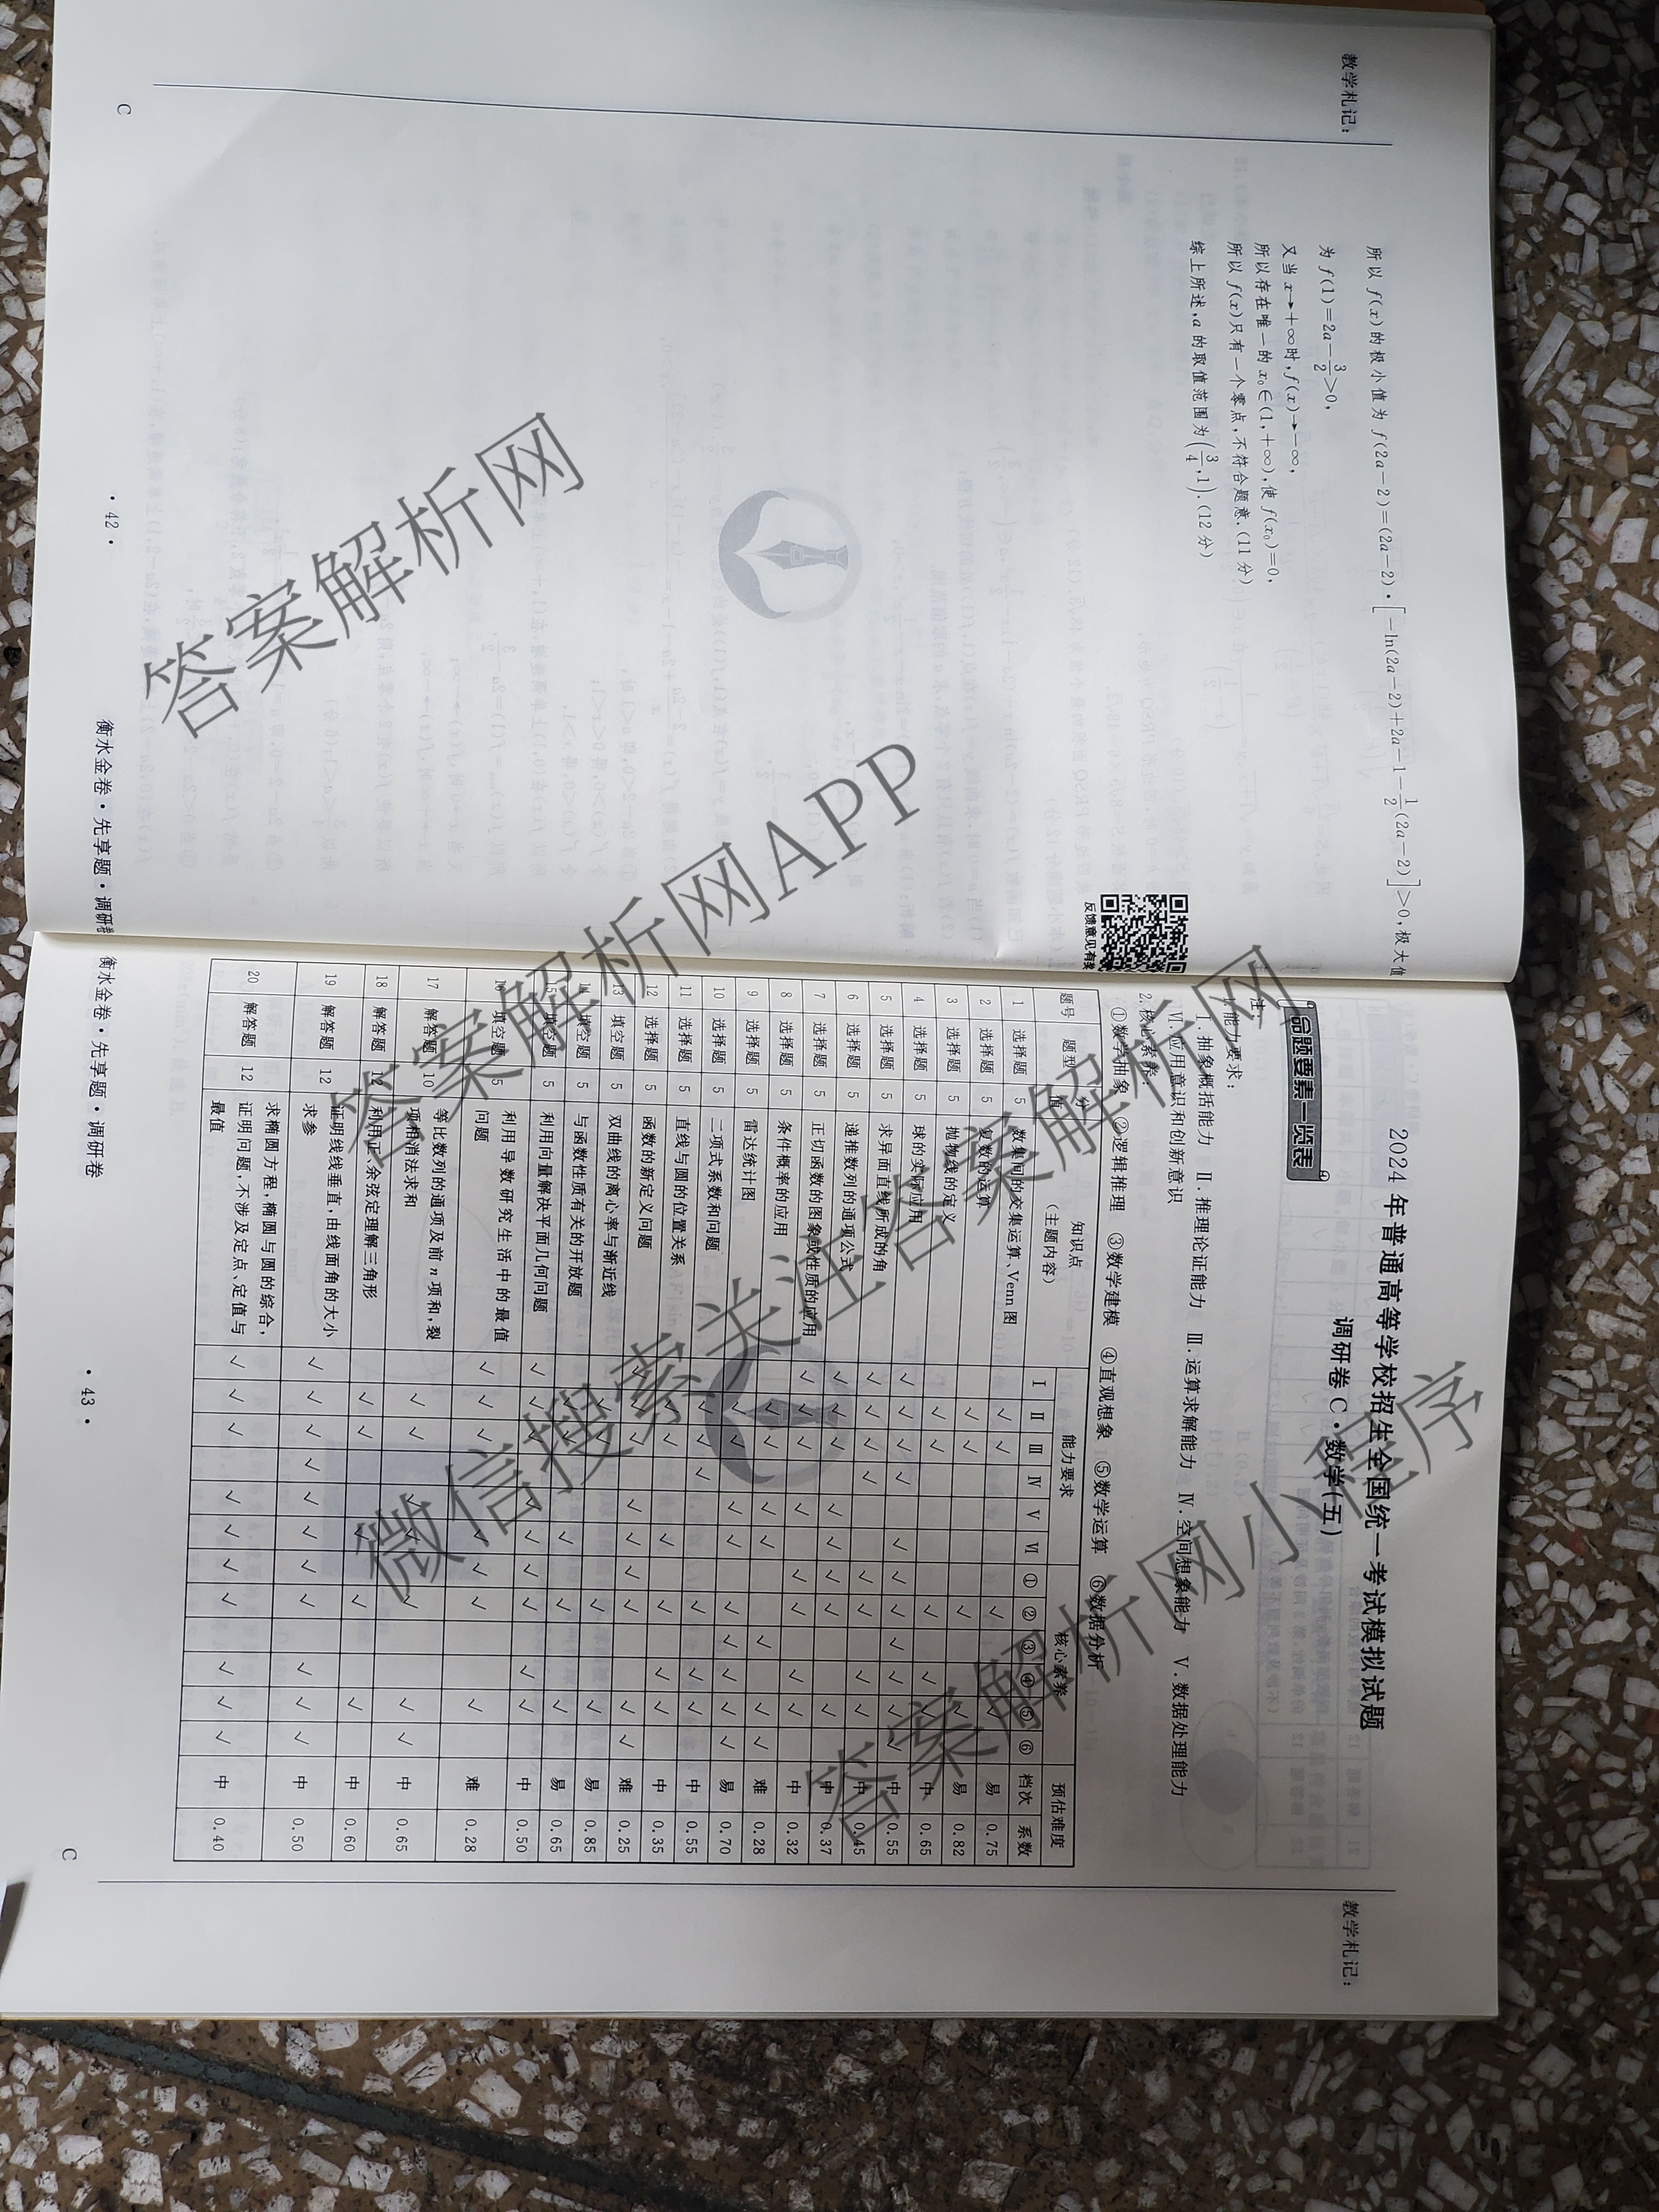 教学札记:
所以 f(x)的极小值为 f(2a-2)=(2a-2)·[-ln(2a-2)+2a-1-1/2(2a-2)]>0,极大值
为 f(1)=2a-3/2>0,
又当 x→+∞时,f(x)→-∞,
所以存在唯一的 x₀∈(1,+∞),使 f(x₀)=0,
所以 f(x)只有一个零点,不符合题意.(11分)
综上所述,a 的取值范围为(3/4,1).(12分)
反馈意见有奖
C
·42·
衡水金卷·先享题·调研卷
2024年普通高等学校招生全国统一考试模拟试题
调研卷 C·数学(五)
命题要素一览表
注:
1.能力要求:
Ⅰ.抽象概括能力 Ⅱ.推理论证能力 Ⅲ.运算求解能力 Ⅳ.空间想象能力 Ⅴ.数据处理能力
Ⅵ.应用意识和创新意识
2.核心素养:
①数学抽象 ②逻辑推理 ③数学建模 ④直观想象 ⑤数学运算 ⑥数据分析
题号 题型 分值 知识点(主题内容) 能力要求 核心素养 预估难度
Ⅰ Ⅱ Ⅲ Ⅳ Ⅴ Ⅵ ① ② ③ ④ ⑤ ⑥ 档次 系数
1 选择题 5 数集间的交集运算、Venn图 √ √ √ √ 易 0.75
2 选择题 5 复数的运算 √ √ √ √ 易 0.82
3 选择题 5 抛物线的定义 √ √ √ √ √ 中 0.65
4 选择题 5 球的实际应用 √ √ √ √ √ √ √ √ √ 中 0.55
5 选择题 5 求异面直线所成的角 √ √ √ √ √ √ √ √ 中 0.45
6 选择题 5 递推数列的通项公式 √ √ √ √ √ √ √ √ 中 0.37
7 选择题 5 正切函数的图象或性质的应用 √ √ √ √ √ √ √ √ 中 0.32
8 选择题 5 条件概率的应用 √ √ √ √ √ √ 难 0.28
9 选择题 5 雷达统计图 √ √ √ √ √ √ √ √ √ 易 0.70
10 选择题 5 二项式系数和问题 √ √ √ √ √ √ 中 0.55
11 选择题 5 直线与圆的位置关系 √ √ √ √ √ √ 中 0.35
12 选择题 5 函数的新定义问题 √ √ √ √ √ √ √ √ √ 难 0.25
13 填空题 5 双曲线的离心率与渐近线 √ √ √ √ 易 0.85
14 填空题 5 与函数性质有关的开放题 √ √ √ √ √ 易 0.65
15 填空题 5 利用向量解决平面几何问题 √ √ √ √ √ √ √ √ √ 中 0.50
16 填空题 5 利用导数研究生活中的最值
问题 √ √ √ √ √ √ √ 难 0.28
17 解答题 10 等比数列的通项及前 n 项和,裂
项相消法求和 √ √ √ √ √ √ √ 中 0.65
18 解答题 12 利用正、余弦定理解三角形 √ √ √ √ √ 中 0.60
19 解答题 12 证明线线垂直,由线面角的大小
求参 √ √ √ √ √ √ √ √ √ √ √ 中 0.50
20 解答题 12 求椭圆方程,椭圆与圆的综合,
证明问题,不涉及定点、定值与
最值 √ √ √ √ √ √ √ √ √ √ 中 0.40
教学札记:
衡水金卷·先享题·调研卷
·43·
C
答案解析网
答案解析网APP
答案解析网
微信搜索关注答案解析网
答案解析网小程序